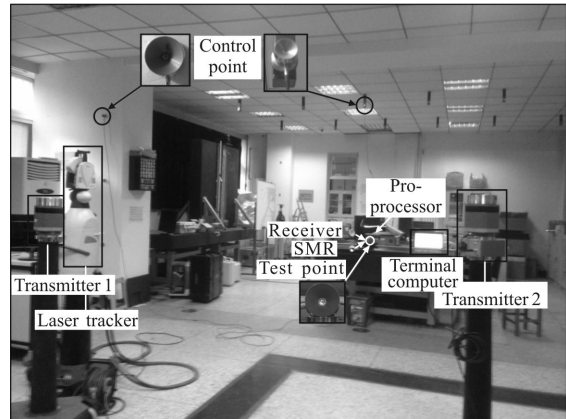 Control
point
Pro-
processor
Receiver
SMR
Test point
Terminal
computer
Transmitter 1
Transmitter 2
Laser tracker